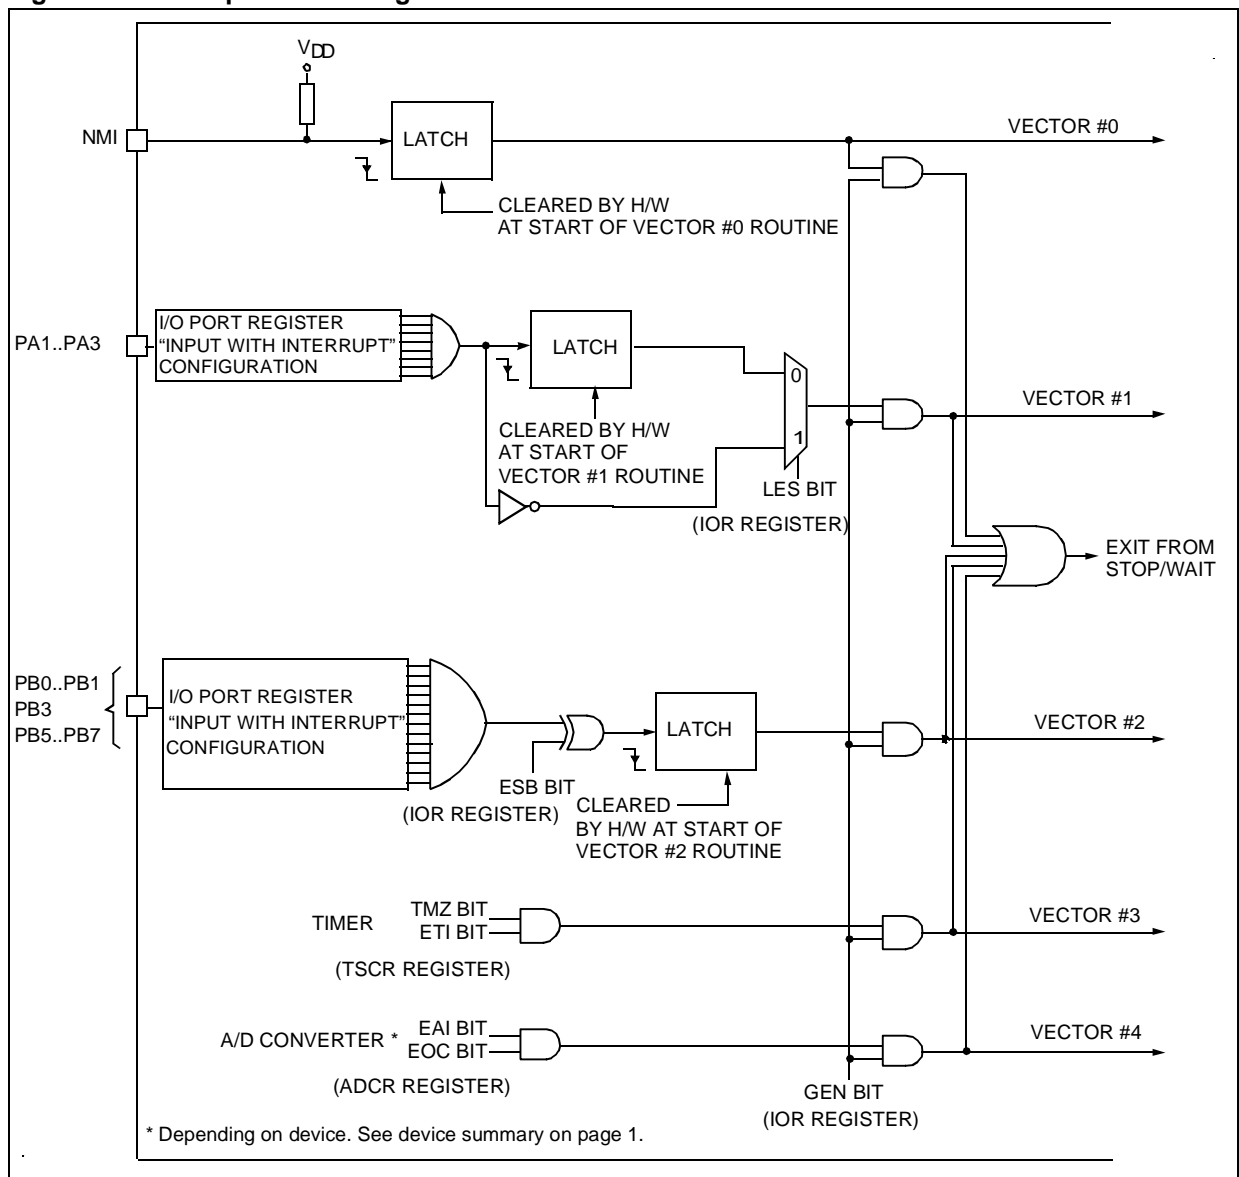 VDD
NMI
LATCH
VECTOR #0
CLEARED BY H/W
AT START OF VECTOR #0 ROUTINE
PA1..PA3
I/O PORT REGISTER
“INPUT WITH INTERRUPT”
CONFIGURATION
LATCH
0
1
VECTOR #1
CLEARED BY H/W
AT START OF
VECTOR #1 ROUTINE
LES BIT
(IOR REGISTER)
EXIT FROM
STOP/WAIT
PB0..PB1
PB3
PB5..PB7
I/O PORT REGISTER
“INPUT WITH INTERRUPT”
CONFIGURATION
LATCH
VECTOR #2
ESB BIT
(IOR REGISTER)
CLEARED
BY H/W AT START OF
VECTOR #2 ROUTINE
TIMER
TMZ BIT
ETI BIT
(TSCR REGISTER)
VECTOR #3
A/D CONVERTER *
EAI BIT
EOC BIT
(ADCR REGISTER)
VECTOR #4
GEN BIT
(IOR REGISTER)
* Depending on device. See device summary on page 1.